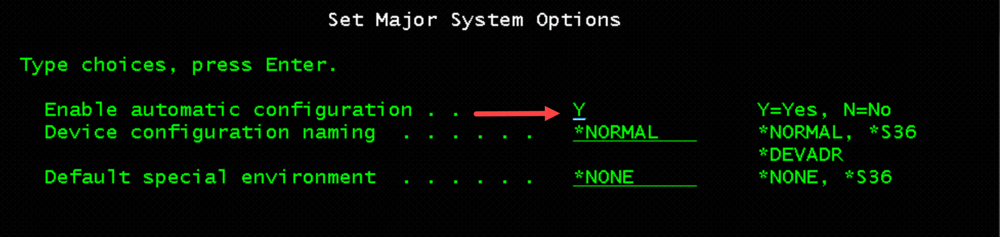 Set Major System Options
Type choices, press Enter.
Enable automatic configuration . . Y Y=Yes, N=No
Device configuration naming . . . . . . *NORMAL *NORMAL, *S36
*DEVADR
Default special environment . . . . . . *NONE *NONE, *S36